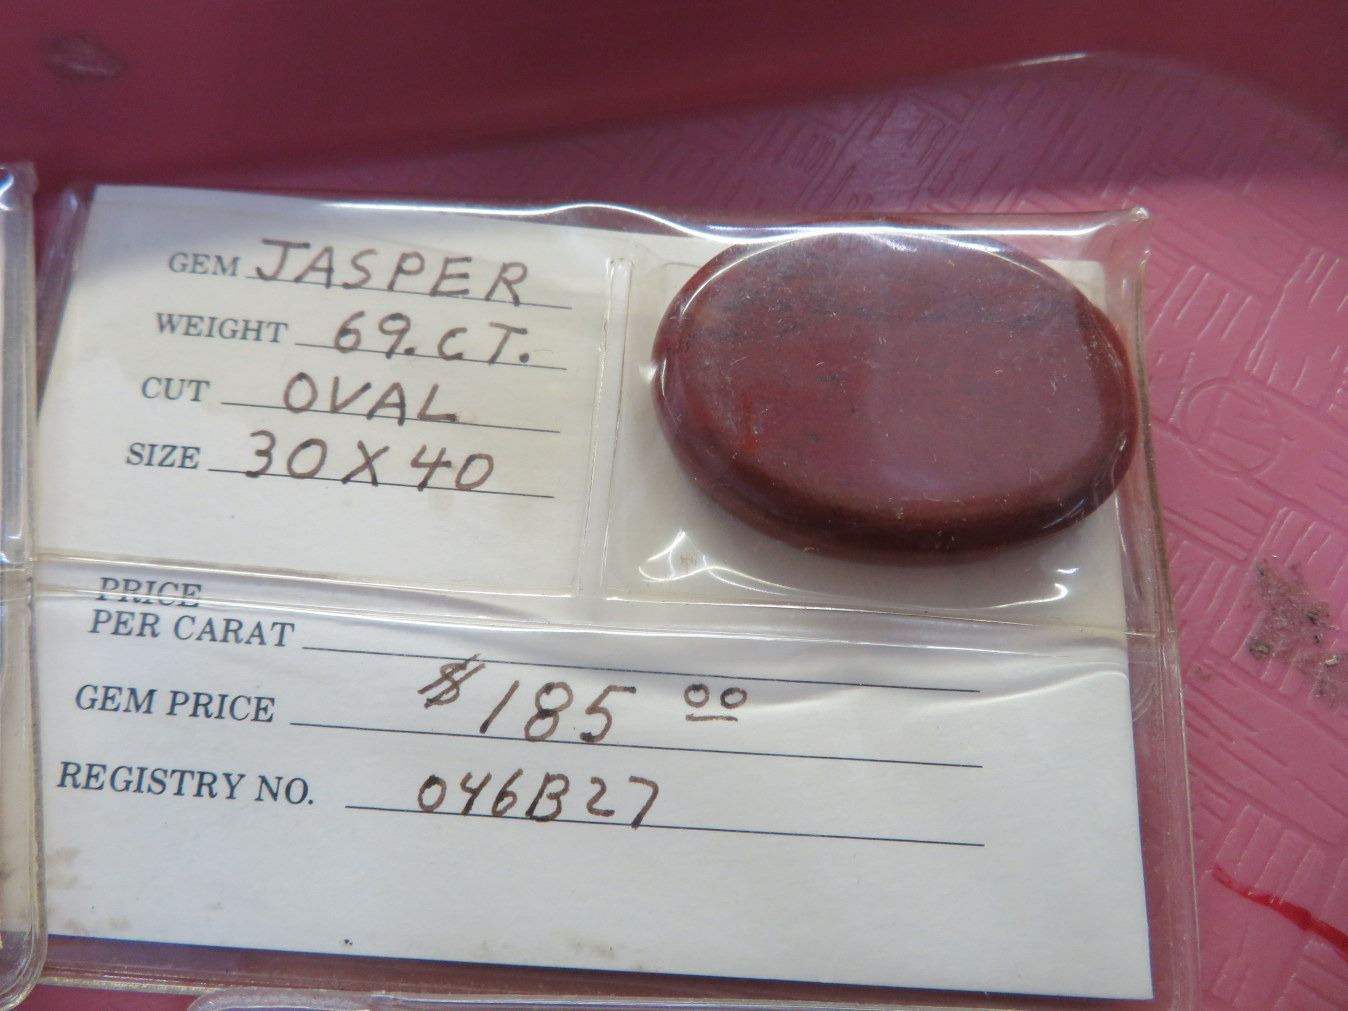 GEM JASPER
WEIGHT 69.CT.
CUT OVAL
SIZE 30X40
PRICE
PER CARAT
GEM PRICE $185 00
REGISTRY NO. 046B27